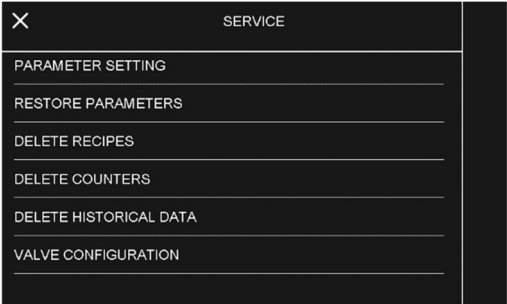 SERVICE
PARAMETER SETTING
RESTORE PARAMETERS
DELETE RECIPES
DELETE COUNTERS
DELETE HISTORICAL DATA
VALVE CONFIGURATION